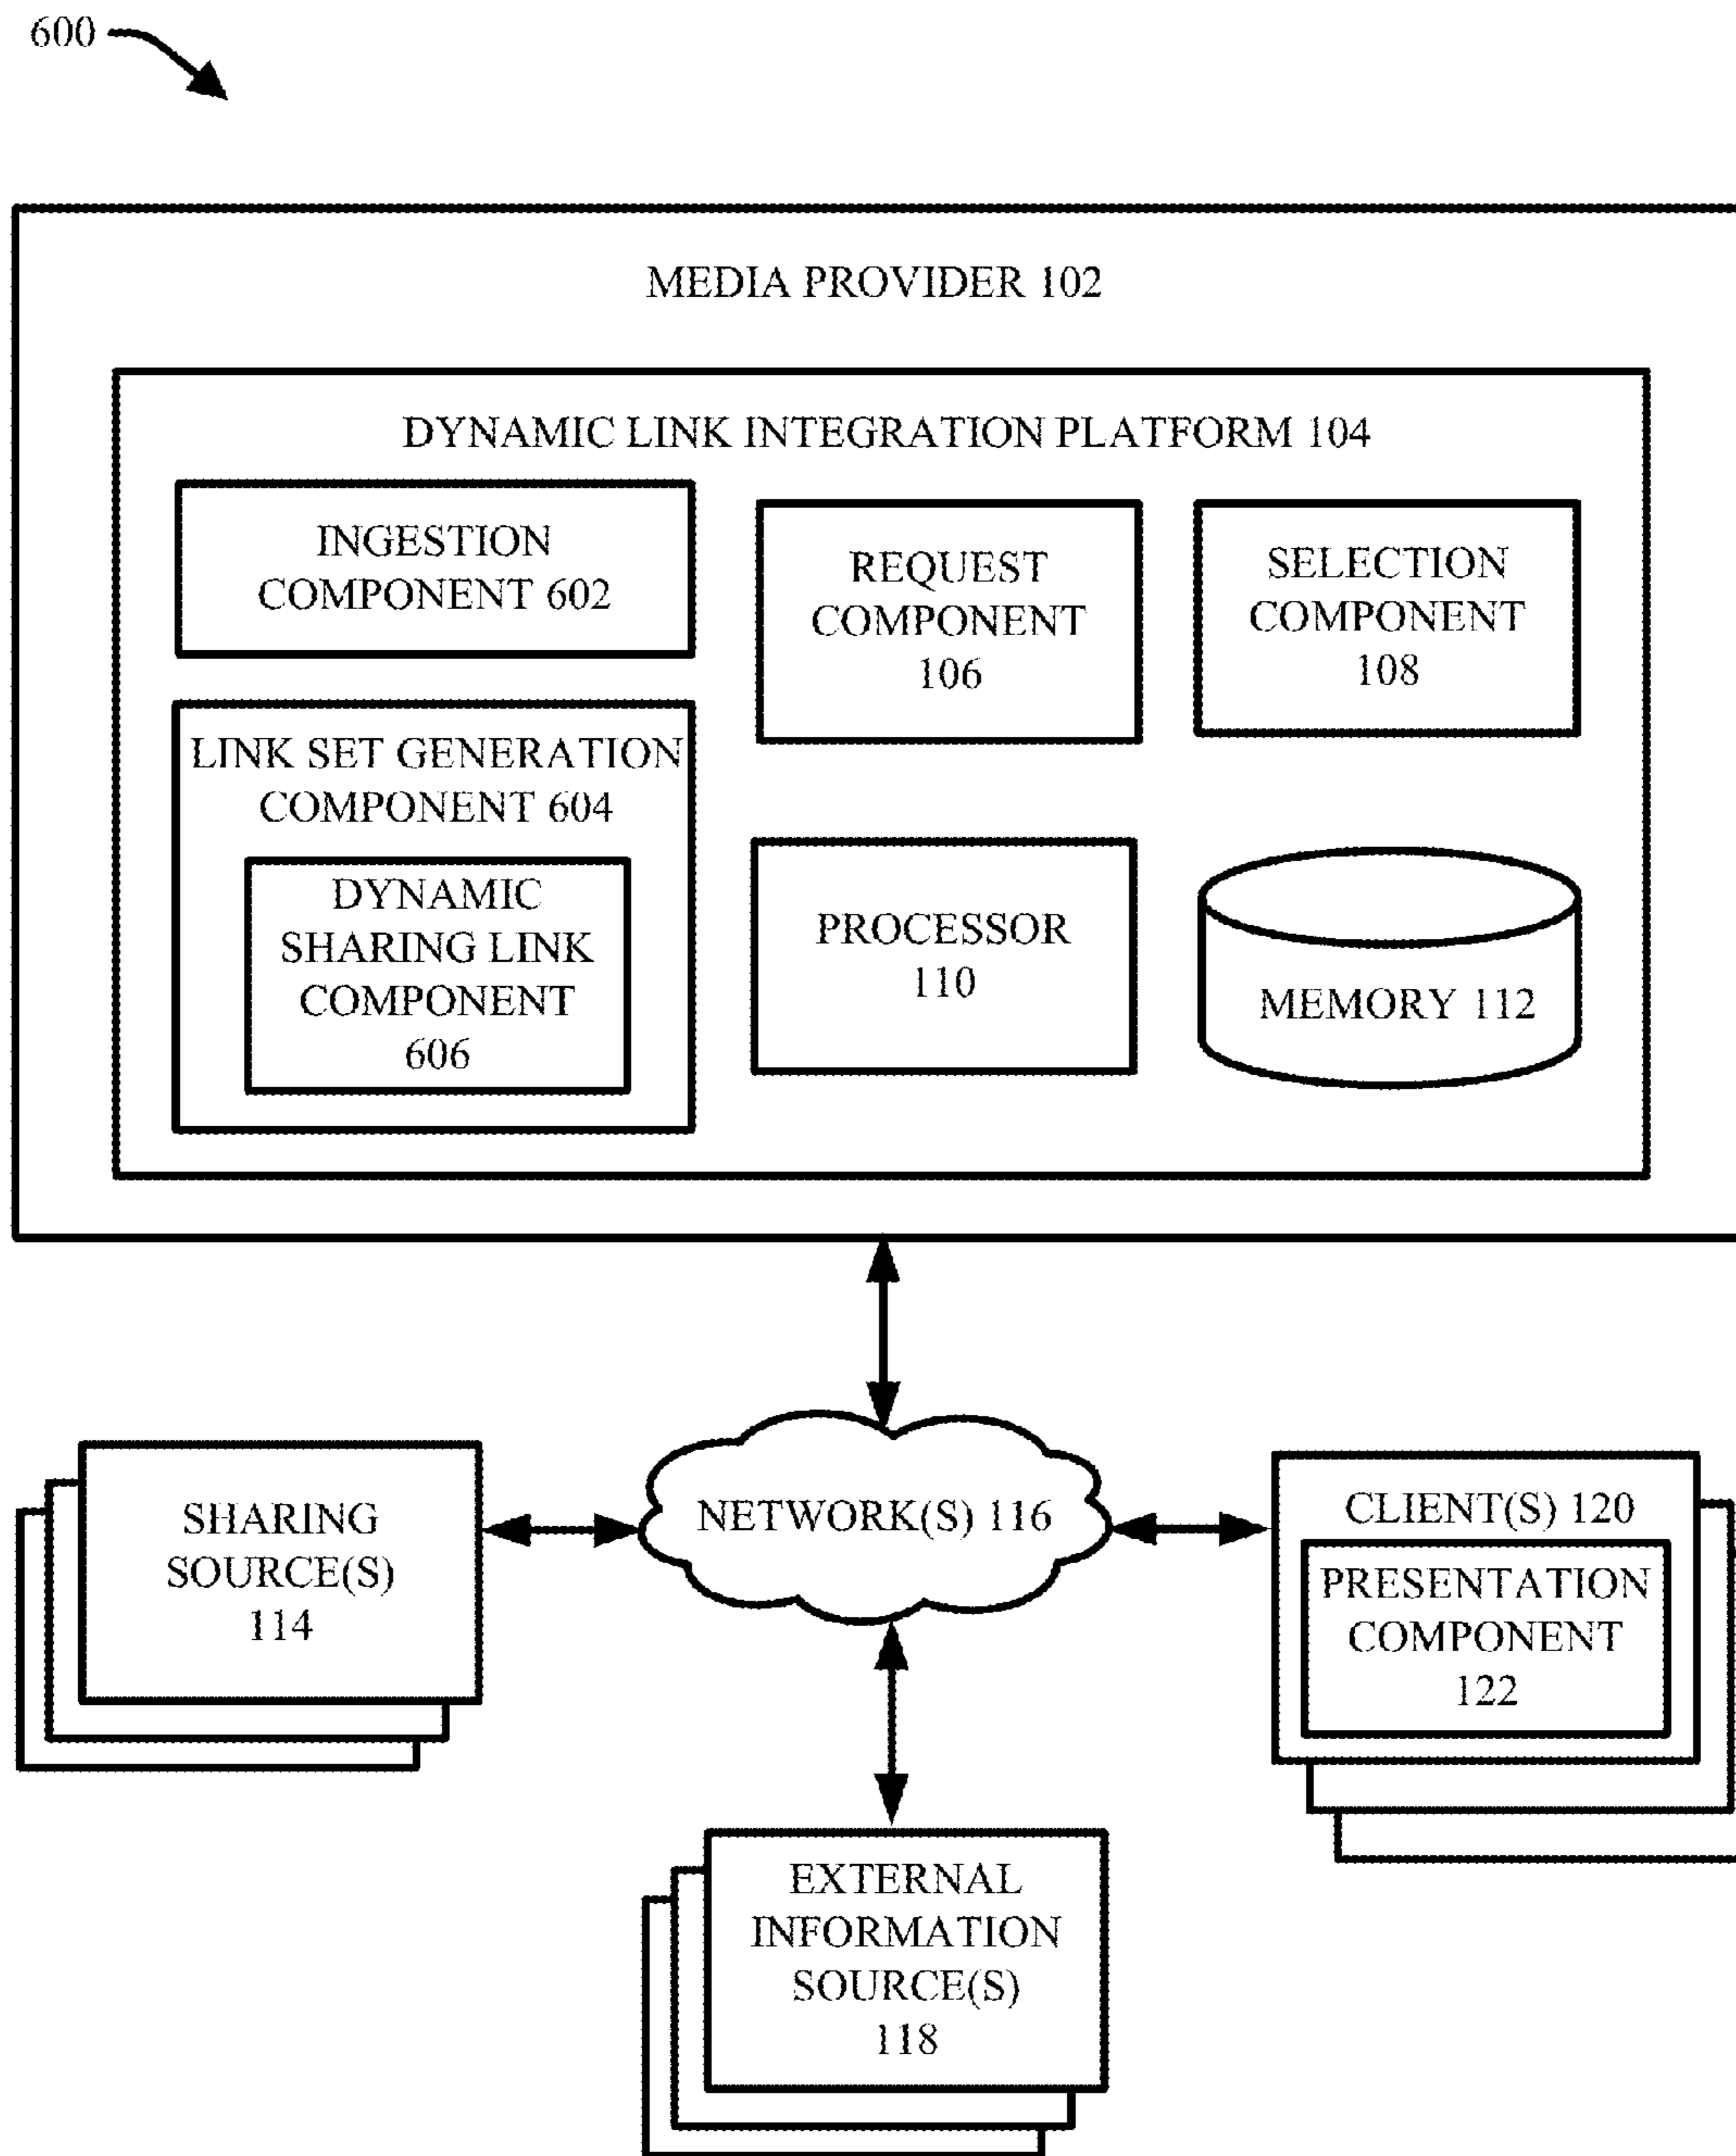 600
MEDIA PROVIDER 102
DYNAMIC LINK INTEGRATION PLATFORM 104
INGESTION
COMPONENT 602
REQUEST
COMPONENT
106
SELECTION
COMPONENT
108
LINK SET GENERATION
COMPONENT 604
DYNAMIC
SHARING LINK
COMPONENT
606
PROCESSOR
110
MEMORY 112
SHARING
SOURCE(S)
114
NETWORK(S) 116
CLIENT(S) 120
PRESENTATION
COMPONENT
122
EXTERNAL
INFORMATION
SOURCE(S)
118